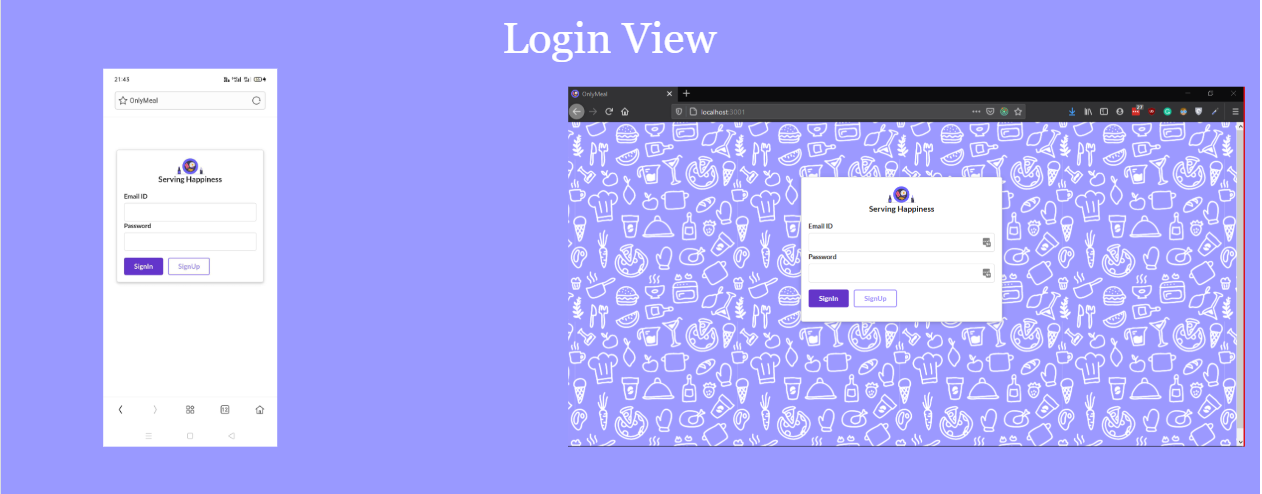 Login View
21:45
OnlyMeal
Serving Happiness
Email ID
Password
SignIn
SignUp
OnlyMeal
localhost:3001
27
Serving Happiness
Email ID
Password
SignIn
SignUp